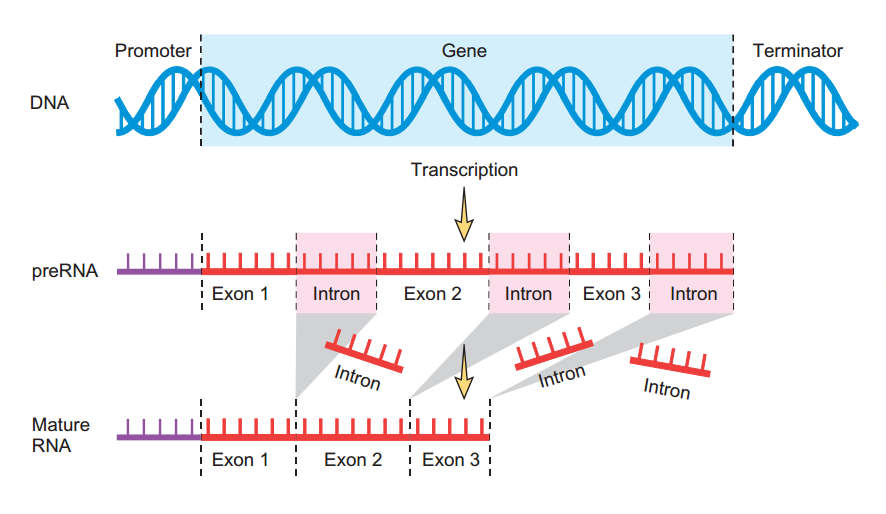 Promoter
Gene
Terminator
DNA
Transcription
preRNA
Exon 1
Intron
Exon 2
Intron
Exon 3
Intron
Intron
Intron
Intron
Mature
RNA
Exon 1
Exon 2
Exon 3